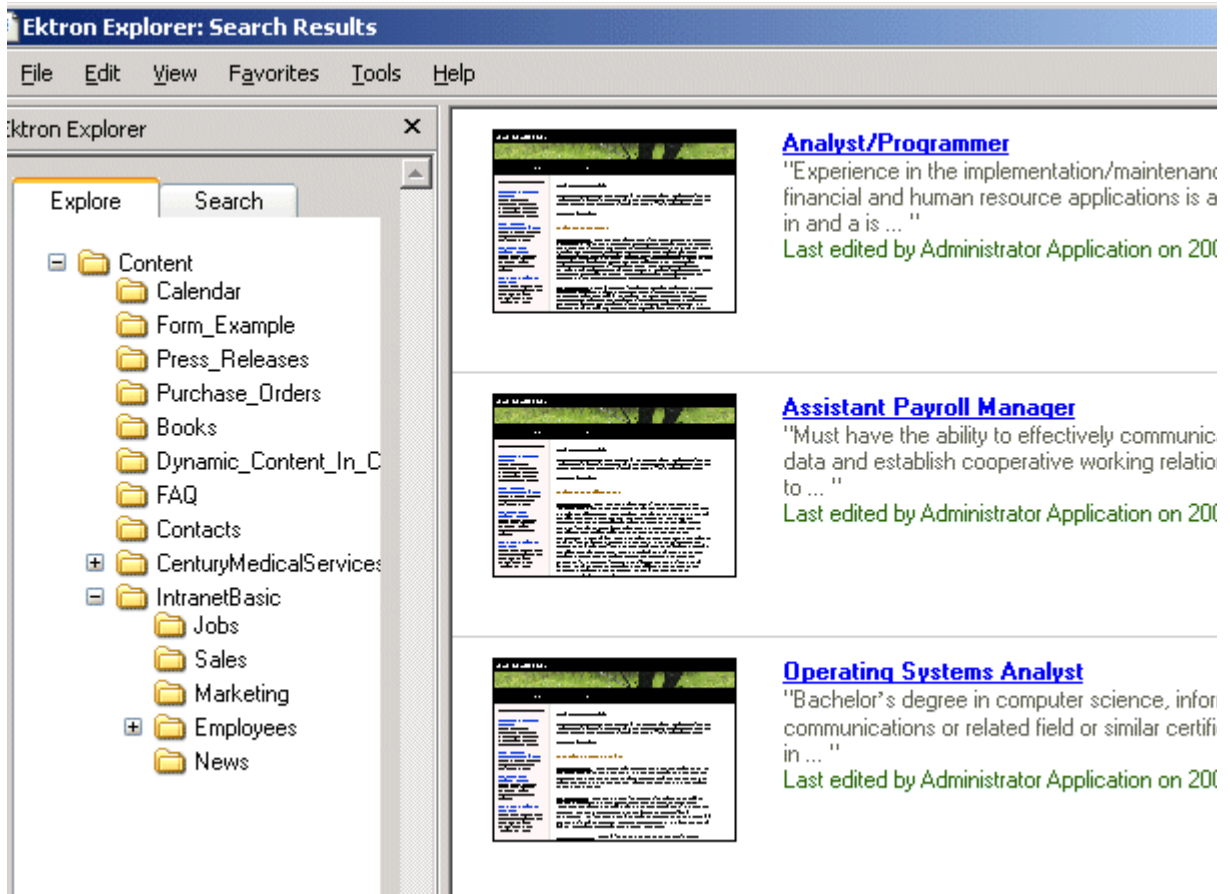 Ektron Explorer: Search Results
File Edit View Favorites Tools Help
Ektron Explorer
Explore Search
Content
Calendar
Form_Example
Press_Releases
Purchase_Orders
Books
Dynamic_Content_In_C
FAQ
Contacts
CenturyMedicalServices
IntranetBasic
Jobs
Sales
Marketing
Employees
News
Analyst/Programmer
"Experience in the implementation/maintenanc
financial and human resource applications is a
in and a is ... "
Last edited by Administrator Application on 200
Assistant Payroll Manager
"Must have the ability to effectively communica
data and establish cooperative working relation
to ... "
Last edited by Administrator Application on 200
Operating Systems Analyst
"Bachelor's degree in computer science, infor
communications or related field or similar certifi
in ... "
Last edited by Administrator Application on 200